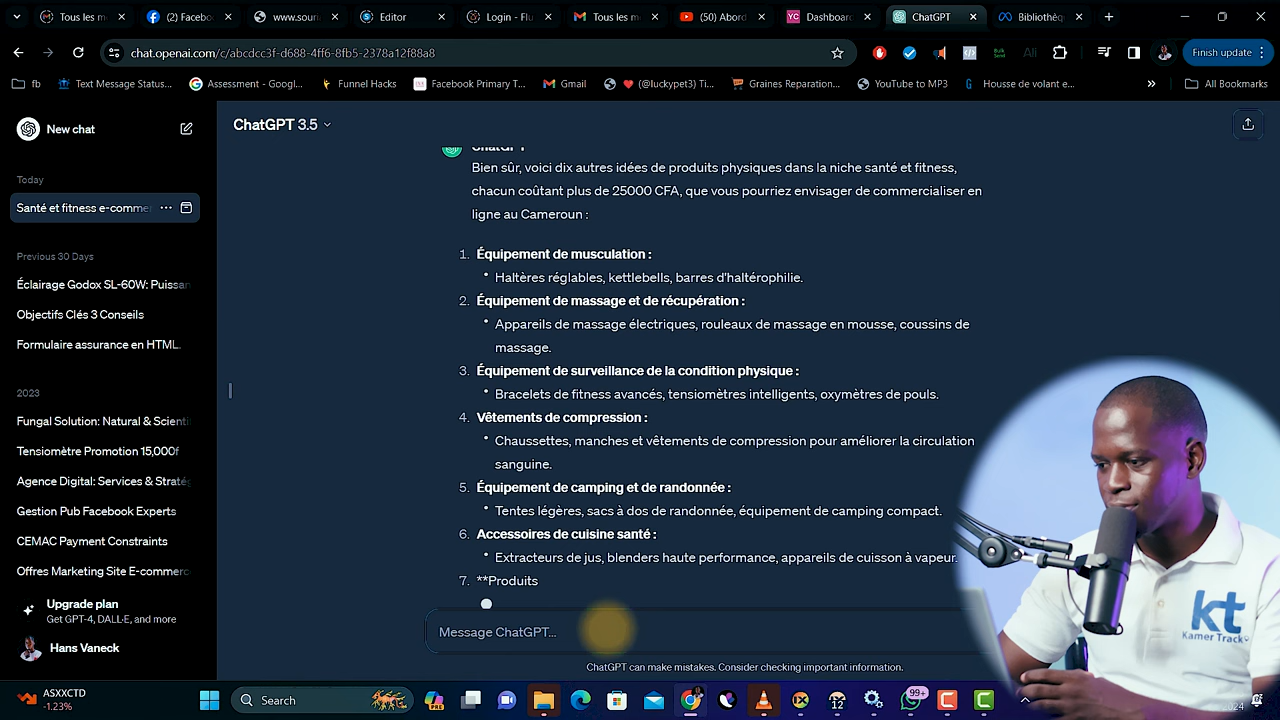 Tous les m
(2) Facebo
www.souna
Editor
Login - Flu
Tous les m
(50) Abord
Dashboard
ChatGPT
Bibliothèq
chat.openai.com/c/abcdcc3f-d688-4ff6-8fb5-2378a12f88a8
Finish update
fb
Text Message Status...
Assessment - Googl...
Funnel Hacks
Facebook Primary T...
Gmail
(@luckypet3) Ti...
Graines Reparation...
YouTube to MP3
Housse de volant e...
All Bookmarks
New chat
ChatGPT 3.5
Today
Santé et fitness e-comme
Previous 30 Days
Éclairage Godox SL-60W: Puissan
Objectifs Clés 3 Conseils
Formulaire assurance en HTML.
2023
Fungal Solution: Natural & Scienti
Tensiomètre Promotion 15,000f
Agence Digital: Services & Straté
Gestion Pub Facebook Experts
CEMAC Payment Constraints
Offres Marketing Site E-commerc
Upgrade plan
Get GPT-4, DALL·E, and more
Hans Vaneck
ChatGPT
Bien sûr, voici dix autres idées de produits physiques dans la niche santé et fitness,
chacun coûtant plus de 25000 CFA, que vous pourriez envisager de commercialiser en
ligne au Cameroun :
1. Équipement de musculation :
• Haltères réglables, kettlebells, barres d'haltérophilie.
2. Équipement de massage et de récupération :
• Appareils de massage électriques, rouleaux de massage en mousse, coussins de
massage.
3. Équipement de surveillance de la condition physique :
• Bracelets de fitness avancés, tensiomètres intelligents, oxymètres de pouls.
4. Vêtements de compression :
• Chaussettes, manches et vêtements de compression pour améliorer la circulation
sanguine.
5. Équipement de camping et de randonnée :
• Tentes légères, sacs à dos de randonnée, équipement de camping compact.
6. Accessoires de cuisine santé :
• Extracteurs de jus, blenders haute performance, appareils de cuisson à vapeur.
7. **Produits
Message ChatGPT...
ChatGPT can make mistakes. Consider checking important information.
kt
Kamer Track
ASXXCTD
-1.23%
Search
99+
12
2024